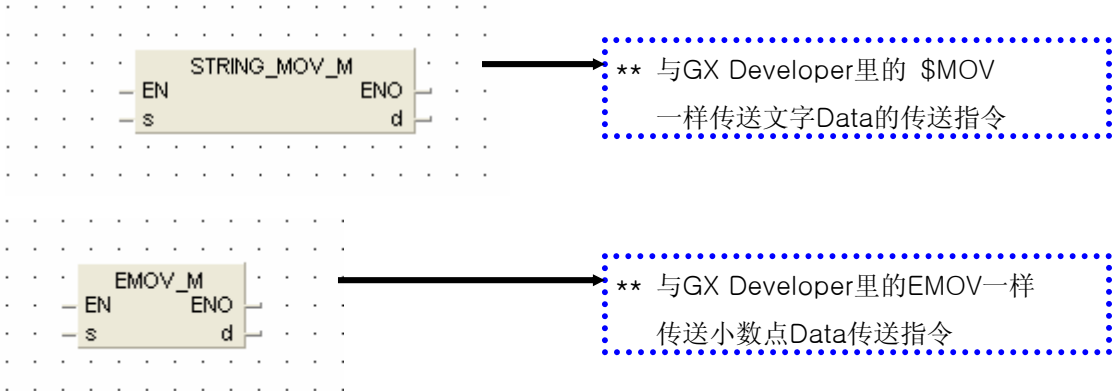 STRING_MOV_M
EN ENO
s d
** 与GX Developer里的 $MOV
一样传送文字Data的传送指令
EMOV_M
EN ENO
s d
** 与GX Developer里的EMOV一样
传送小数点Data传送指令